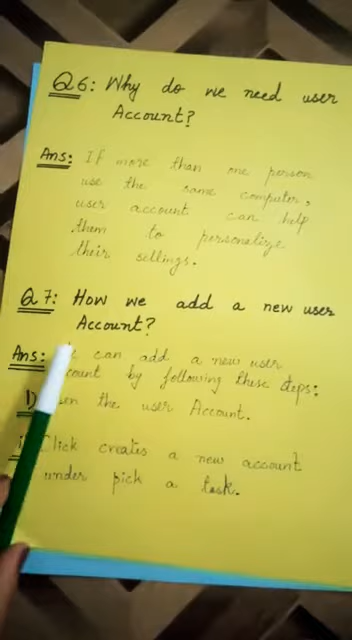 Q6: Why do we need user
Account?
Ans: If more than one person
use the same computer,
user account can help
them to personalize
their settings.
Q7: How we add a new user
Account?
Ans: can add a new user
by following these steps:
the user Account.
Click creates a new account
under pick a task.